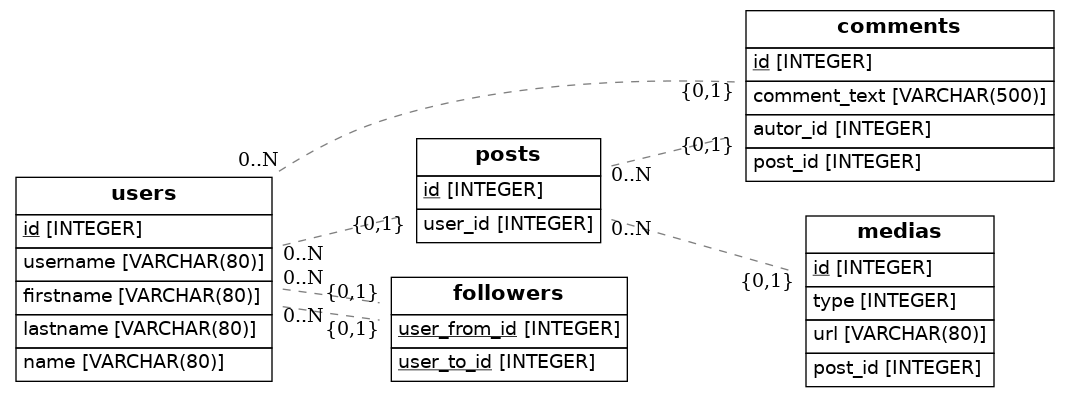 comments
id [INTEGER]
comment_text [VARCHAR(500)]
autor_id [INTEGER]
post_id [INTEGER]
{0,1}
{0,1}
0..N
posts
id [INTEGER]
user_id [INTEGER]
0..N
0..N
{0,1}
users
id [INTEGER]
username [VARCHAR(80)]
firstname [VARCHAR(80)]
lastname [VARCHAR(80)]
name [VARCHAR(80)]
0..N
0..N
{0,1}
0..N
{0,1}
followers
user_from_id [INTEGER]
user_to_id [INTEGER]
{0,1}
medias
id [INTEGER]
type [INTEGER]
url [VARCHAR(80)]
post_id [INTEGER]